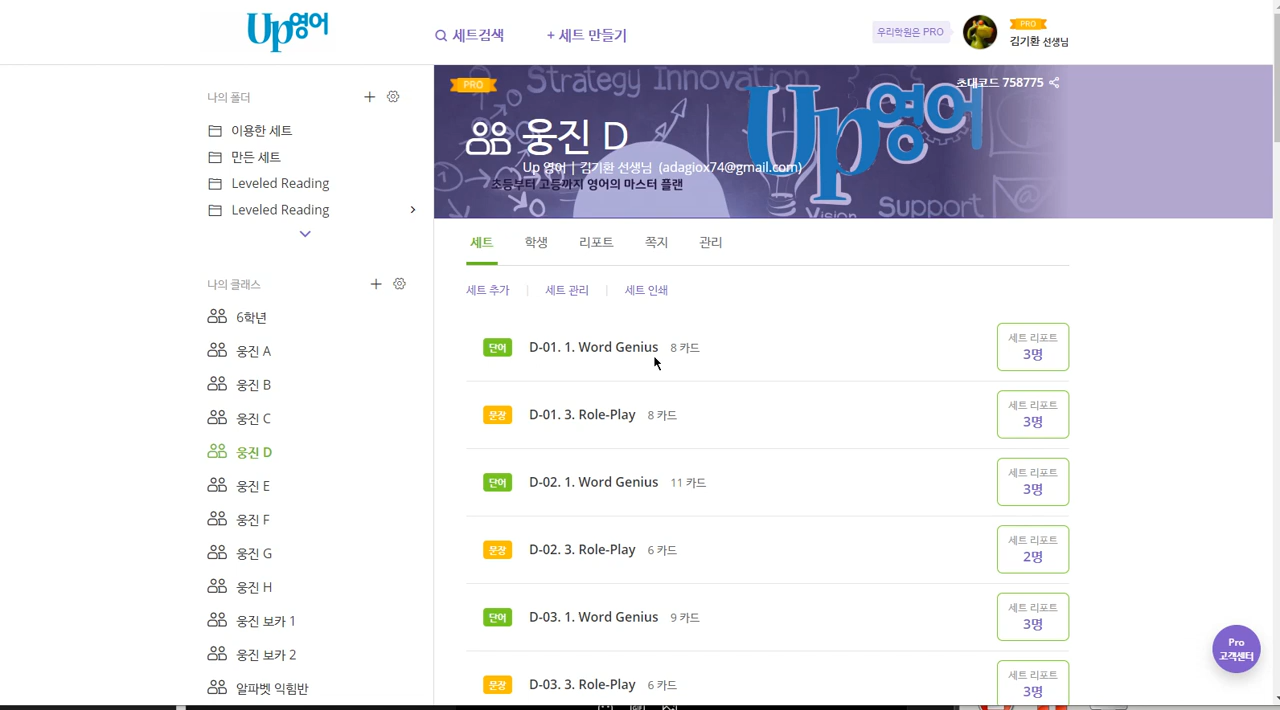 Up영어
세트검색
+ 세트 만들기
우리학원은 PRO
PRO
김기환 선생님
나의 폴더
이용한 세트
만든 세트
Leveled Reading
Leveled Reading
나의 클래스
6학년
웅진 A
웅진 B
웅진 C
웅진 D
웅진 E
웅진 F
웅진 G
웅진 H
웅진 보카 1
웅진 보카 2
알파벳 익힘반
PRO
Strategy Innovation
초대코드 758775
Up영어
웅진 D
Up 영어 | 김기환 선생님 (adagiox74@gmail.com)
초등부터 고등까지 영어의 마스터 플랜
Vision
Support
세트 학생 리포트 쪽지 관리
세트 추가 | 세트 관리 | 세트 인쇄
단어 D-01. 1. Word Genius 8 카드
세트 리포트
3명
문장 D-01. 3. Role-Play 8 카드
세트 리포트
3명
단어 D-02. 1. Word Genius 11 카드
세트 리포트
3명
문장 D-02. 3. Role-Play 6 카드
세트 리포트
2명
단어 D-03. 1. Word Genius 9 카드
세트 리포트
3명
문장 D-03. 3. Role-Play 6 카드
세트 리포트
3명
Pro
고객센터